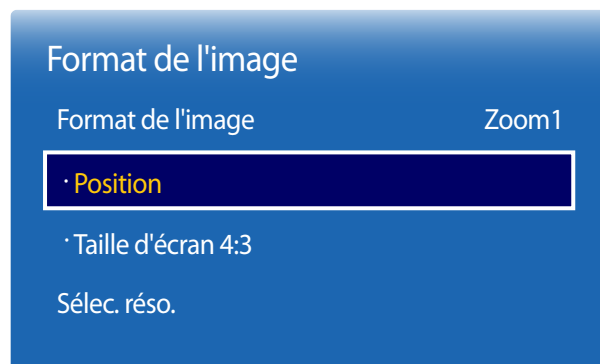 Format de l'image
Format de l'image Zoom1
· Position
· Taille d'écran 4:3
Sélec. réso.